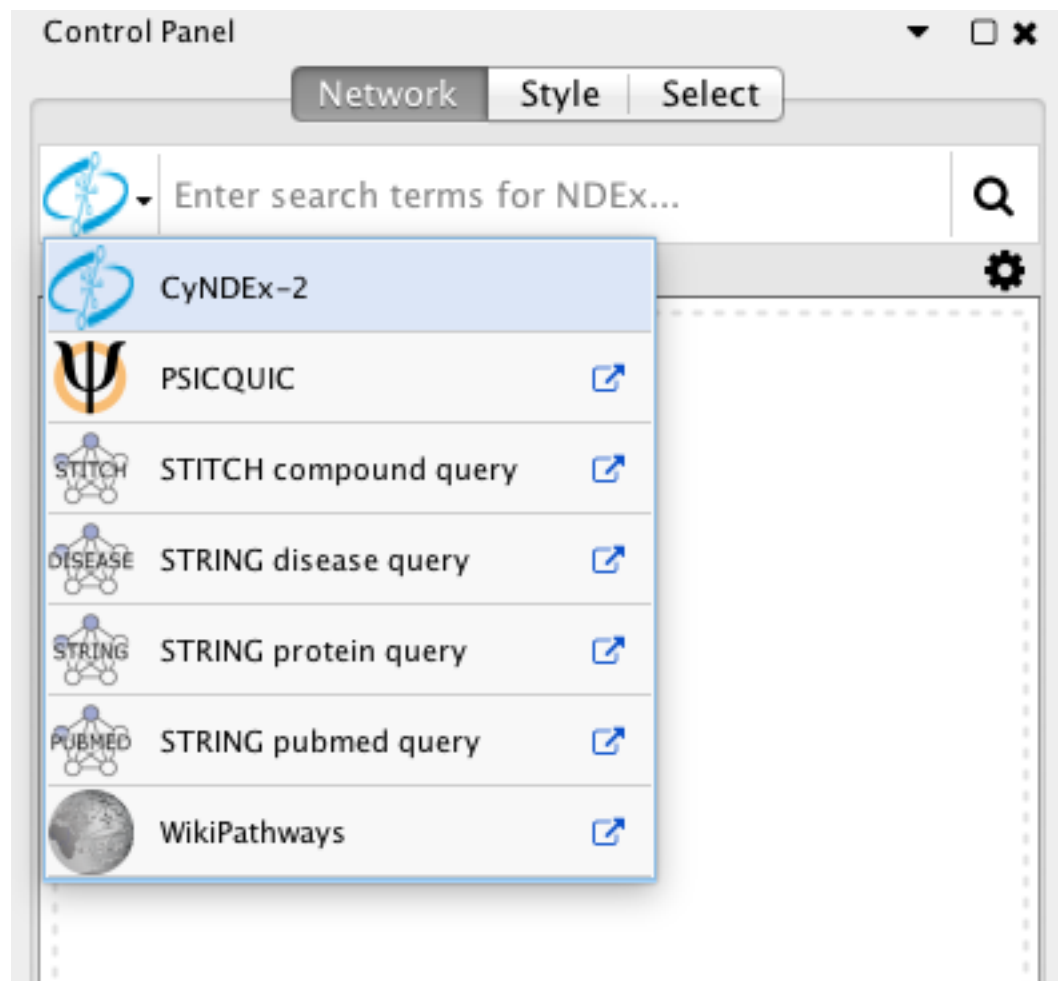 Control Panel
Network Style Select
Enter search terms for NDEx...
CyNDEx-2
PSICQUIC
STITCH STITCH compound query
DISEASE STRING disease query
STRING STRING protein query
PUBMED STRING pubmed query
WikiPathways